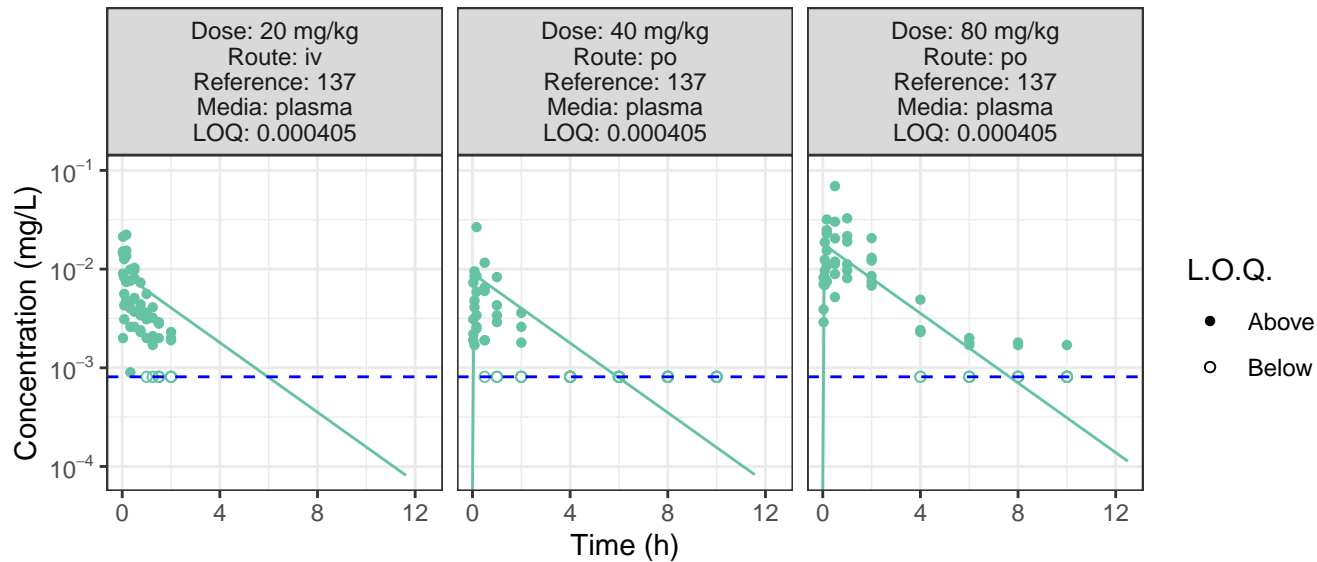 Dose: 20 mg/kg
Route: iv
Reference: 137
Media: plasma
LOQ: 0.000405
Dose: 40 mg/kg
Route: po
Reference: 137
Media: plasma
LOQ: 0.000405
Dose: 80 mg/kg
Route: po
Reference: 137
Media: plasma
LOQ: 0.000405
Concentration (mg/L)
10⁻¹
10⁻²
10⁻³
10⁻⁴
0 4 8 12
0 4 8 12
0 4 8 12
Time (h)
L.O.Q.
Above
Below